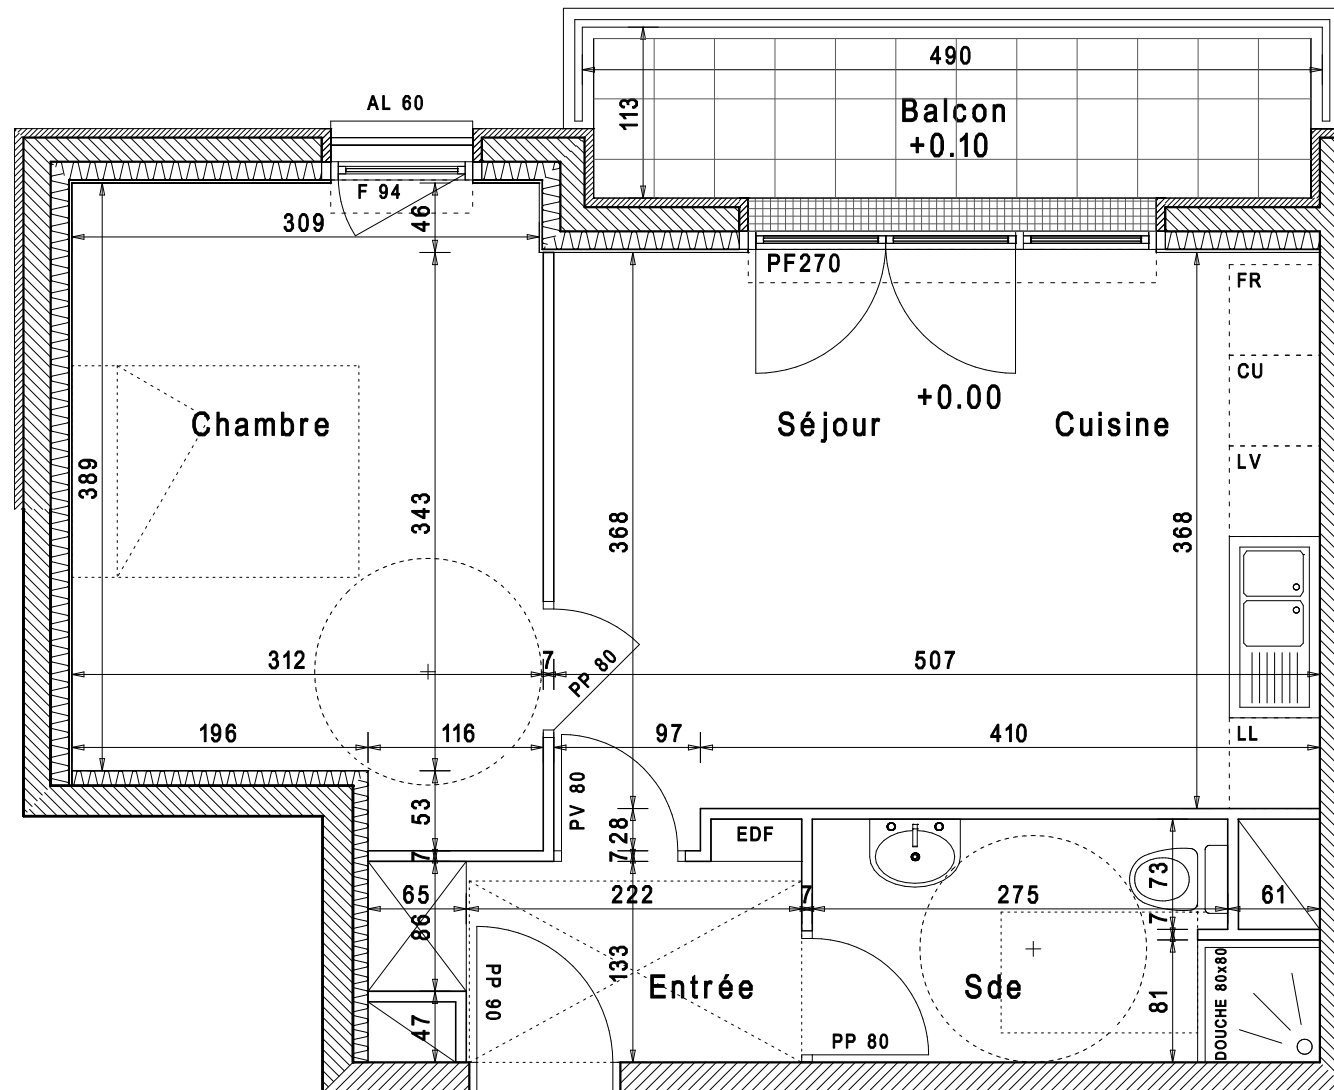 490
AL 60
113
Balcon
+0.10
F 94
46
309
PF270
FR
CU
+0.00
Chambre
Séjour
Cuisine
LV
389
343
368
368
312
7
PP 80
507
196
116
97
410
LL
PV 80
53
28
EDF
7
7
73
65
222
7
275
61
86
7
133
PP 90
Entrée
Sde
81
DOUCHE 80x80
47
PP 80